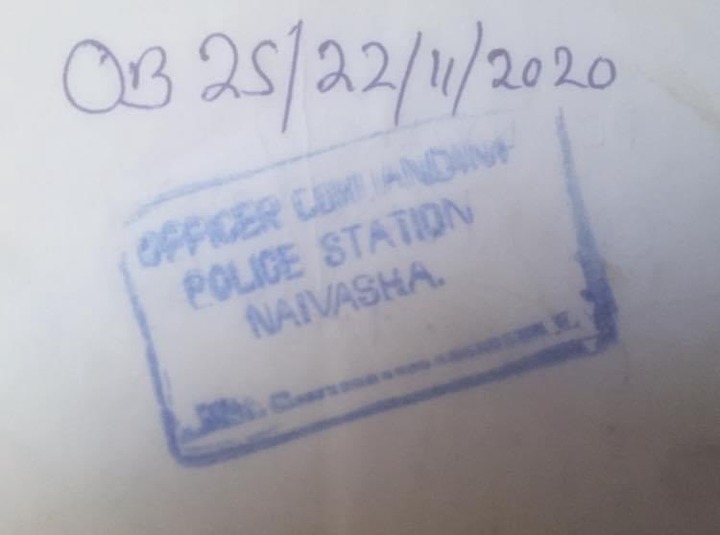 OB 25/22/11/2020
OFFICER COMMANDING
POLICE STATION
NAIVASHA.